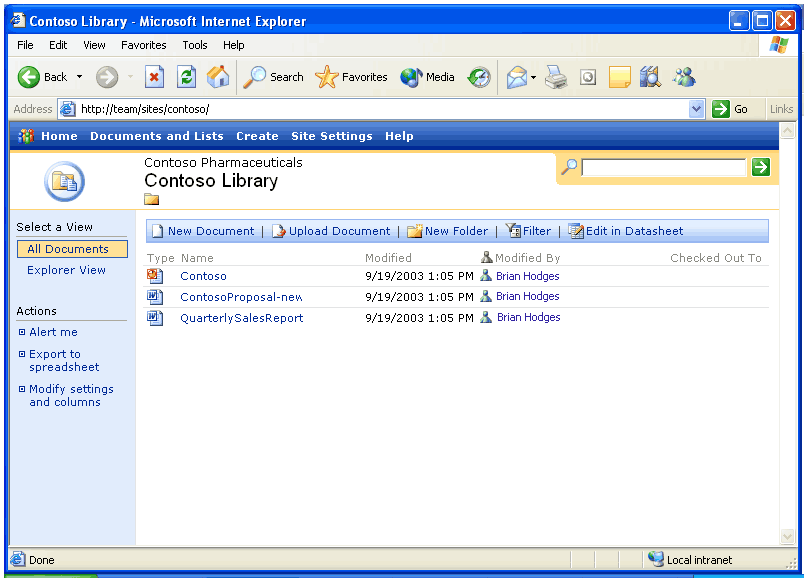 Contoso Library - Microsoft Internet Explorer
File Edit View Favorites Tools Help
Back Search Favorites Media
Address http://team/sites/contoso/ Go Links
Home Documents and Lists Create Site Settings Help
Contoso Pharmaceuticals
Contoso Library
Select a View
All Documents
Explorer View
Actions
Alert me
Export to
spreadsheet
Modify settings
and columns
New Document | Upload Document | New Folder | Filter | Edit in Datasheet
Type Name Modified Modified By Checked Out To
Contoso 9/19/2003 1:05 PM Brian Hodges
ContosoProposal-new 9/19/2003 1:05 PM Brian Hodges
QuarterlySalesReport 9/19/2003 1:05 PM Brian Hodges
Done Local intranet